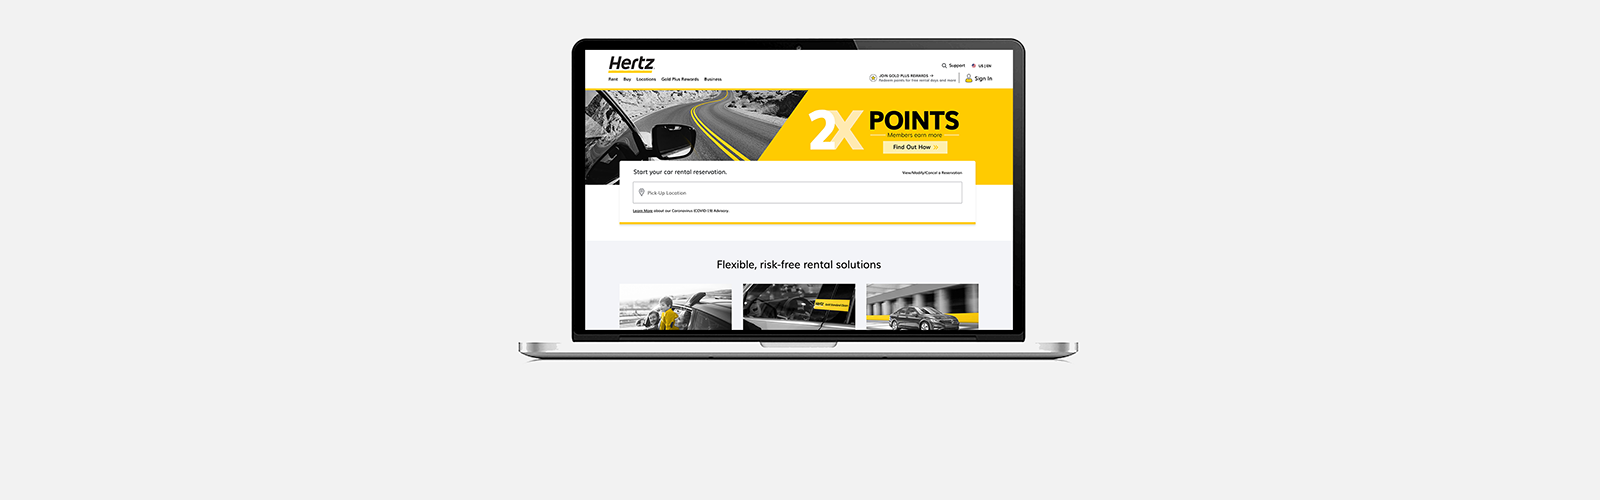 Hertz
Support
US | EN
JOIN GOLD PLUS REWARDS →
Redeem points for free rental days and more
Sign In
Rent Buy Locations Gold Plus Rewards Business
2X POINTS
Members earn more
Find Out How
Start your car rental reservation.
View/Modify/Cancel a Reservation
Pick-Up Location
Learn More about our Coronavirus (COVID-19) Advisory.
Flexible, risk-free rental solutions
Hertz